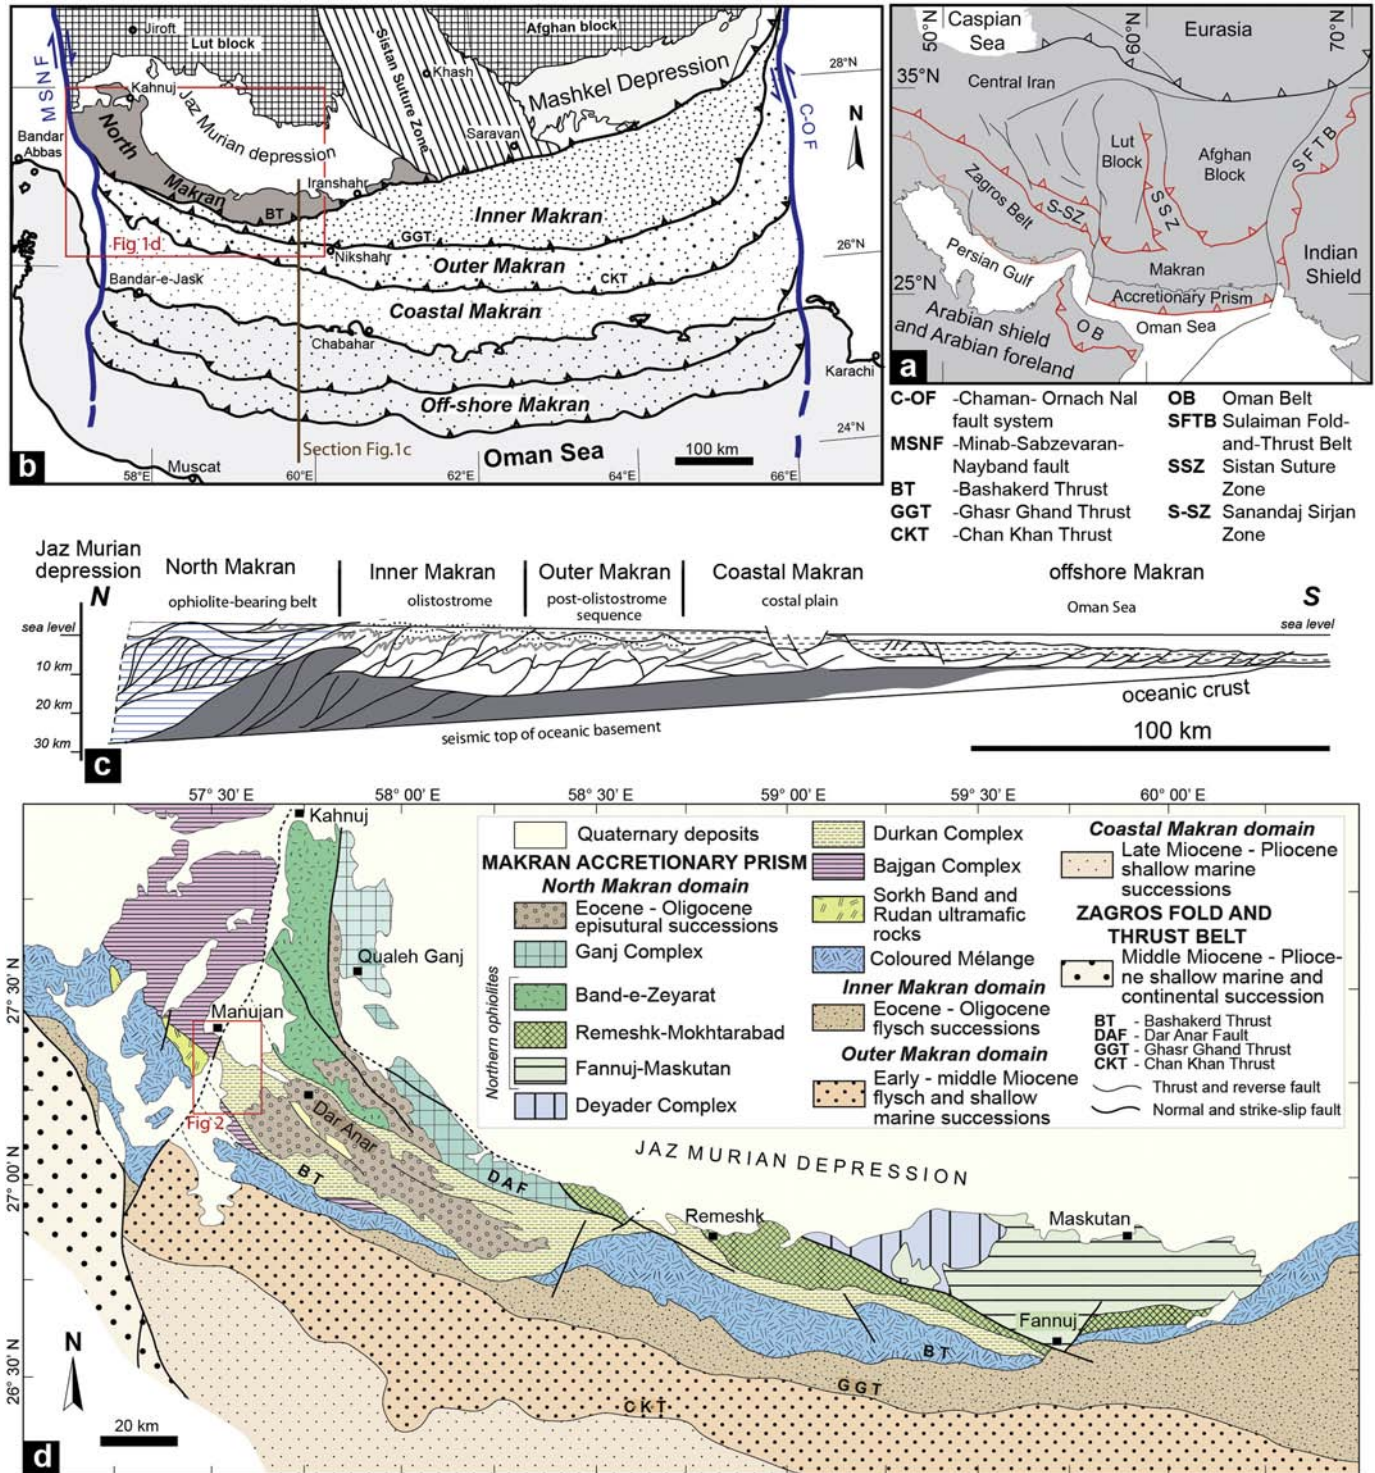 Jiroft
Lut block
Afghan block
Sistan Suture Zone
Khash
Mashkel Depression
28°N
MSNF
Kahnuj
Jaz Murian depression
C-OF
N
Bandar
Abbas
North
Makran
Saravan
Iranshahr
BT
Inner Makran
GGT
Fig 1d
Nikshahr
26°N
Outer Makran
CKT
Bandar-e-Jask
Coastal Makran
Chabahar
Karachi
Off-shore Makran
24°N
Section Fig.1c
Oman Sea
100 km
b
Muscat
58°E
60°E
62°E
64°E
66°E
50°N
Caspian
Sea
60°N
Eurasia
70°N
35°N
Central Iran
Lut
Block
Afghan
Block
SFTB
Zagros Belt
S-SZ
SSZ
Persian Gulf
Makran
Indian
Shield
25°N
Accretionary Prism
OB
Oman Sea
Arabian shield
and Arabian foreland
a
C-OF -Chaman- Ornach Nal
fault system
MSNF -Minab-Sabzevaran-
Nayband fault
BT -Bashakerd Thrust
GGT -Ghasr Ghand Thrust
CKT -Chan Khan Thrust
OB Oman Belt
SFTB Sulaiman Fold-
and-Thrust Belt
SSZ Sistan Suture
Zone
S-SZ Sanandaj Sirjan
Zone
Jaz Murian
depression
North Makran
Inner Makran
Outer Makran
Coastal Makran
offshore Makran
N
ophiolite-bearing belt
olistostrome
post-olistostrome
sequence
costal plain
Oman Sea
S
sea level
sea level
10 km
20 km
30 km
seismic top of oceanic basement
oceanic crust
100 km
c
57° 30' E
58° 00' E
58° 30' E
59° 00' E
59° 30' E
60° 00' E
27° 30' N
27° 00' N
26° 30' N
Kahnuj
Qualeh Ganj
Manujan
Fig 2
Dar Anar
BT
DAF
JAZ MURIAN DEPRESSION
Remeshk
Maskutan
Fannuj
BT
GGT
CKT
N
20 km
d
Quaternary deposits
MAKRAN ACCRETIONARY PRISM
North Makran domain
Eocene - Oligocene
episutural successions
Ganj Complex
Northern ophiolites
Band-e-Zeyarat
Remeshk-Mokhtarabad
Fannuj-Maskutan
Deyader Complex
Durkan Complex
Bajgan Complex
Sorkh Band and
Rudan ultramafic
rocks
Coloured Mélange
Inner Makran domain
Eocene - Oligocene
flysch successions
Outer Makran domain
Early - middle Miocene
flysch and shallow
marine successions
Coastal Makran domain
Late Miocene - Pliocene
shallow marine
successions
ZAGROS FOLD AND
THRUST BELT
Middle Miocene - Plioce-
ne shallow marine and
continental succession
BT - Bashakerd Thrust
DAF - Dar Anar Fault
GGT - Ghasr Ghand Thrust
CKT - Chan Khan Thrust
Thrust and reverse fault
Normal and strike-slip fault